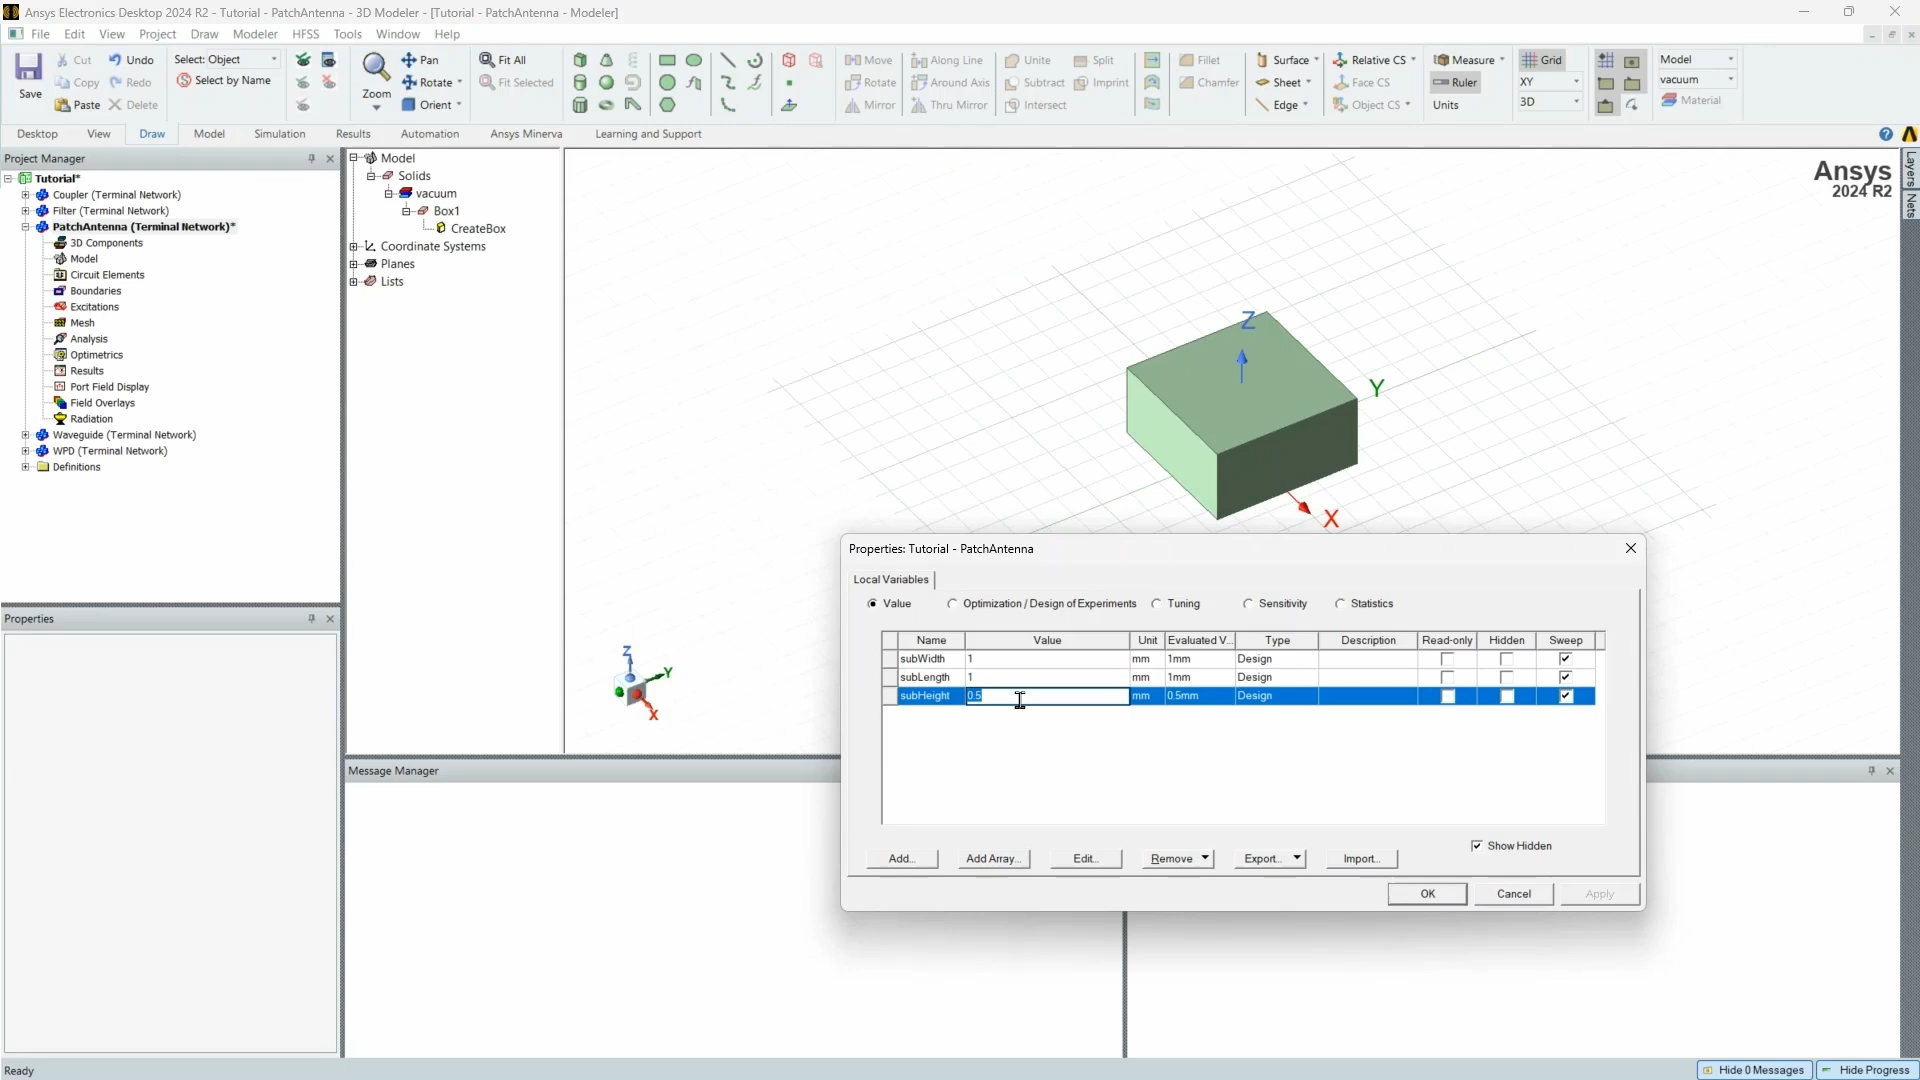 Ansys Electronics Desktop 2024 R2 - Tutorial - PatchAntenna - 3D Modeler - [Tutorial - PatchAntenna - Modeler]
File Edit View Project Draw Modeler HFSS Tools Window Help
Save
Cut
Copy
Paste
Undo
Redo
Delete
Select: Object
Select by Name
Zoom
Pan
Rotate
Orient
Fit All
Fit Selected
Move
Rotate
Mirror
Along Line
Around Axis
Thru Mirror
Unite
Subtract
Intersect
Split
Imprint
Fillet
Chamfer
Surface
Sheet
Edge
Relative CS
Face CS
Object CS
Measure
Ruler
Units
Grid
XY
3D
Model
vacuum
Material
Desktop View Draw Model Simulation Results Automation Ansys Minerva Learning and Support
Project Manager
Tutorial*
Coupler (Terminal Network)
Filter (Terminal Network)
PatchAntenna (Terminal Network)*
3D Components
Model
Circuit Elements
Boundaries
Excitations
Mesh
Analysis
Optimetrics
Results
Port Field Display
Field Overlays
Radiation
Waveguide (Terminal Network)
WPD (Terminal Network)
Definitions
Properties
Model
Solids
vacuum
Box1
CreateBox
Coordinate Systems
Planes
Lists
Ansys
2024 R2
Layers
Nets
Z
Y
X
Z
Y
X
Message Manager
Properties: Tutorial - PatchAntenna
Local Variables
Value Optimization / Design of Experiments Tuning Sensitivity Statistics
Name Value Unit Evaluated V... Type Description Read-only Hidden Sweep
subWidth 1 mm 1mm Design
subLength 1 mm 1mm Design
subHeight 0.5 mm 0.5mm Design
Show Hidden
Add... Add Array... Edit... Remove Export... Import...
OK Cancel Apply
Ready
Hide 0 Messages
Hide Progress